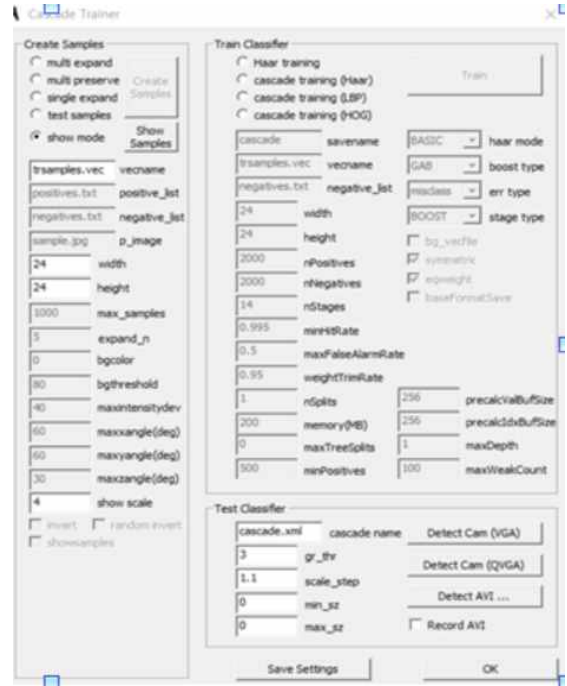 Cascade Trainer
Create Samples
multi expand
multi preserve
single expand
test samples
Create Samples
show mode
Show Samples
trsamples.vec vecname
positives.txt positive_list
negatives.txt negative_list
sample.jpg p_image
24 width
24 height
1000 max_samples
5 expand_n
0 bgcolor
80 bgthreshold
40 maxintensitydev
60 maxxangle(deg)
60 maxyangle(deg)
30 maxzangle(deg)
4 show scale
invert random invert
showsamples
Train Classifier
Haar training
cascade training (Haar)
cascade training (LBP)
cascade training (HOG)
Train
cascade savename BASIC haar mode
trsamples.vec vecname GAB boost type
negatives.txt negative_list misclass err type
24 width BOOST stage type
24 height bg_vecfile
2000 nPositives symmetric
2000 nNegatives eqweight
14 nStages baseFormatSave
0.995 minHitRate
0.5 maxFalseAlarmRate
0.95 weightTrimRate
1 nSplits 256 precalcValBufSize
200 memory(MB) 256 precalcIdxBufSize
0 maxTreeSplits 1 maxDepth
500 minPositives 100 maxWeakCount
Test Classifier
cascade.xml cascade name Detect Cam (VGA)
3 gr_thr Detect Cam (QVGA)
1.1 scale_step
0 min_sz Detect AVI ...
0 max_sz Record AVI
Save Settings OK